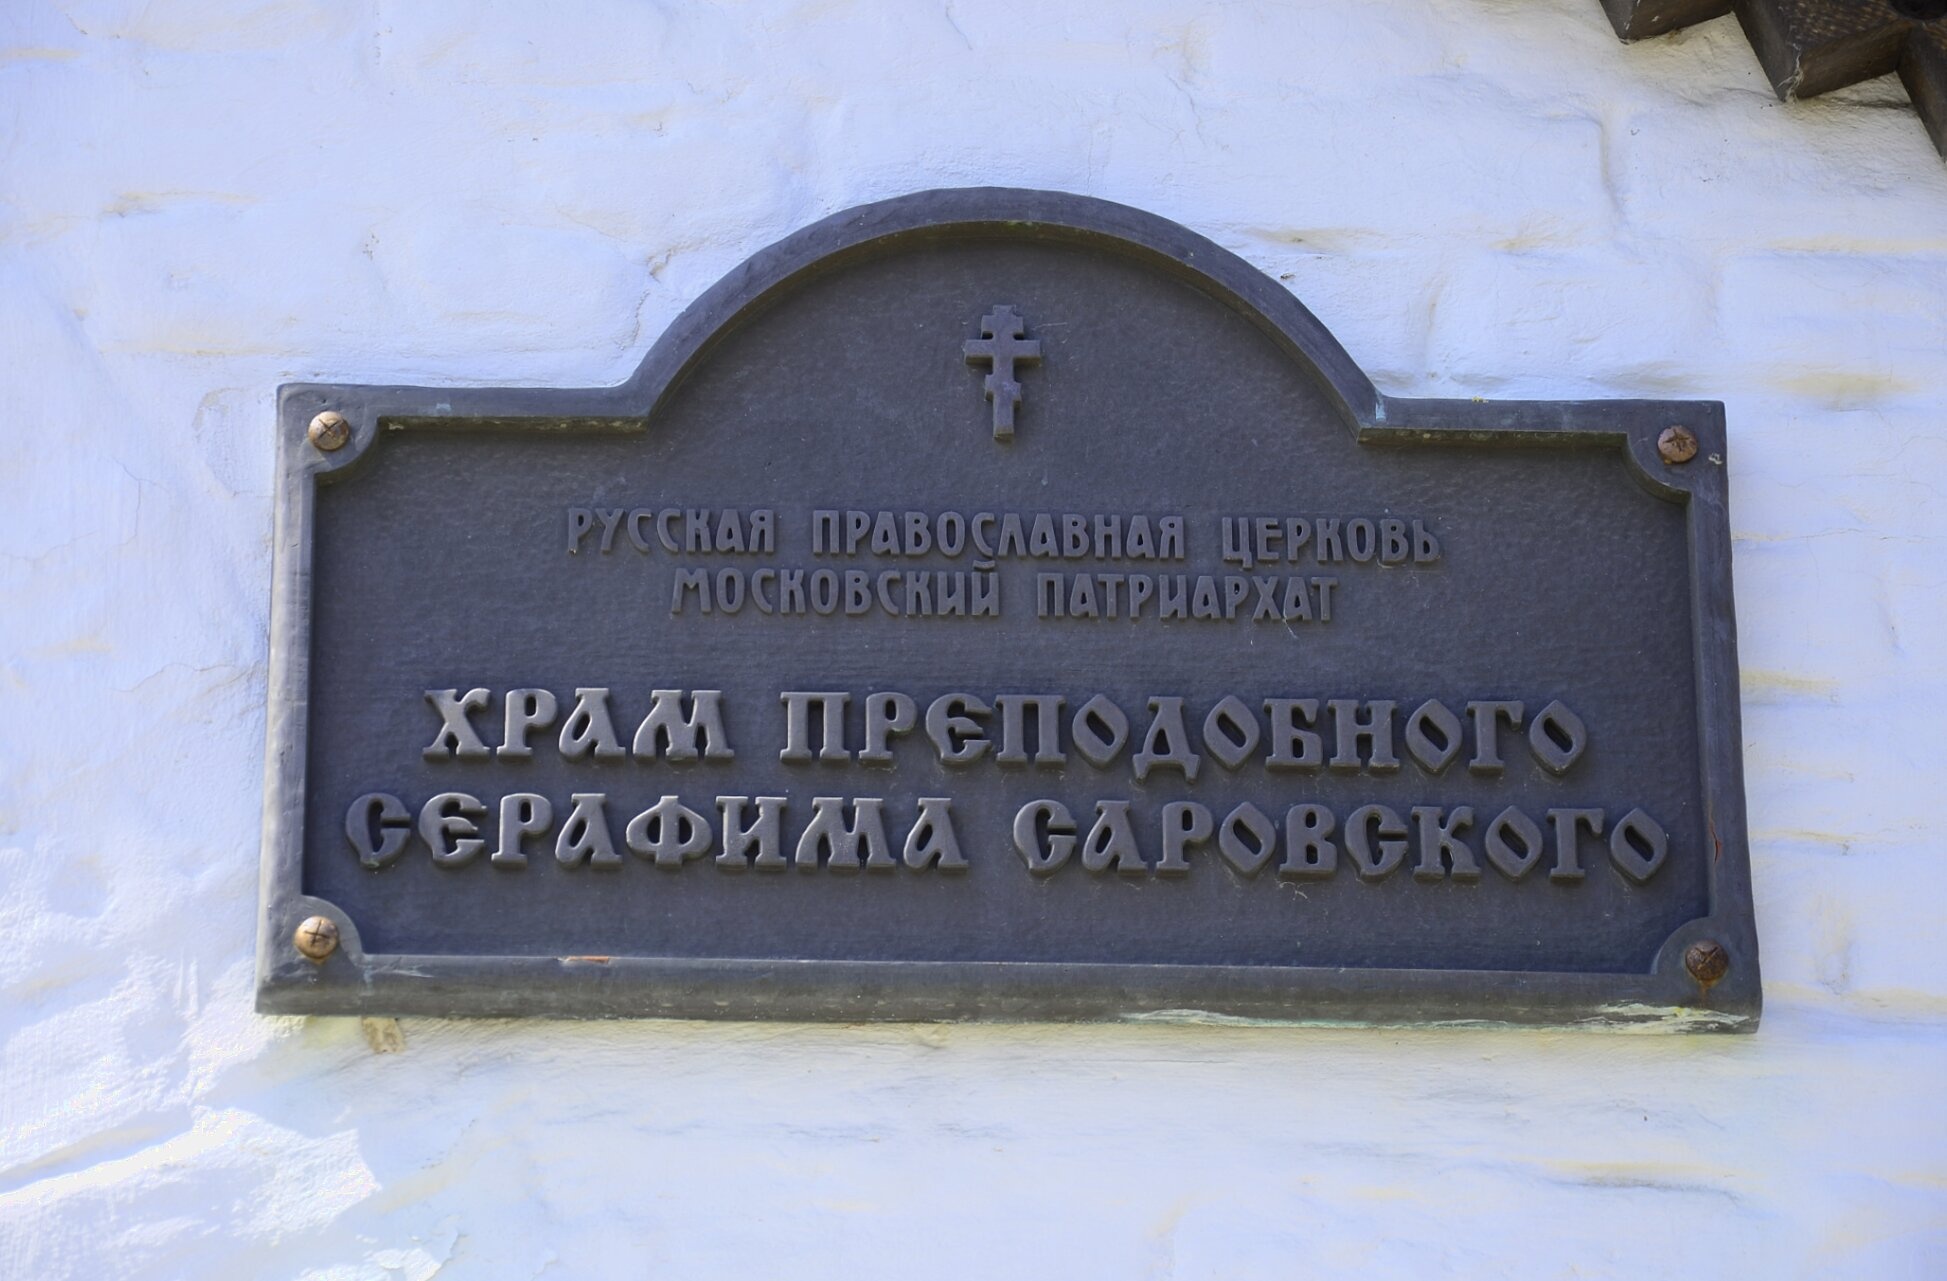 РУССКАЯ ПРАВОСЛАВНАЯ ЦЕРКОВЬ
МОСКОВСКИЙ ПАТРИАРХАТ
ХРАМ ПРЕПОДОБНОГО
СЕРАФИМА САРОВСКОГО